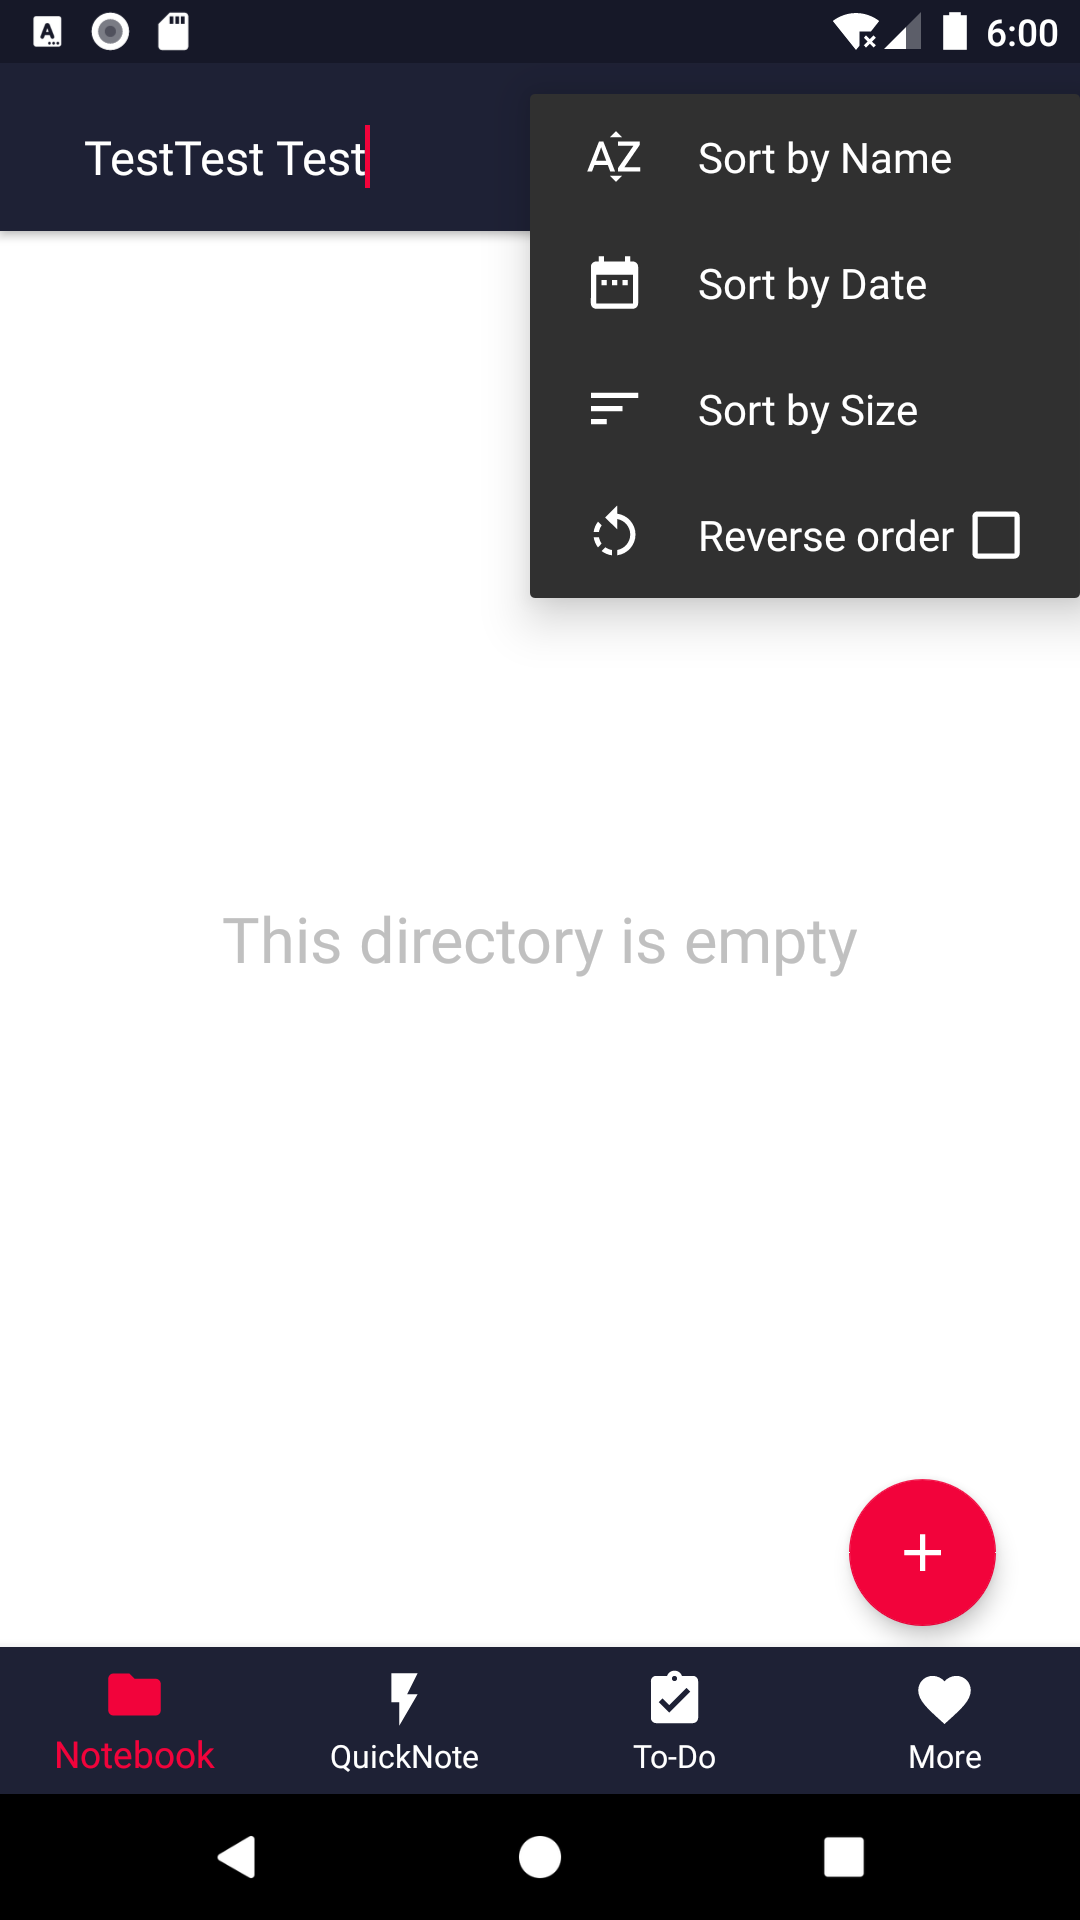 6:00
TestTest Test
Sort by Name
Sort by Date
Sort by Size
Reverse order
This directory is empty
Notebook
QuickNote
To-Do
More